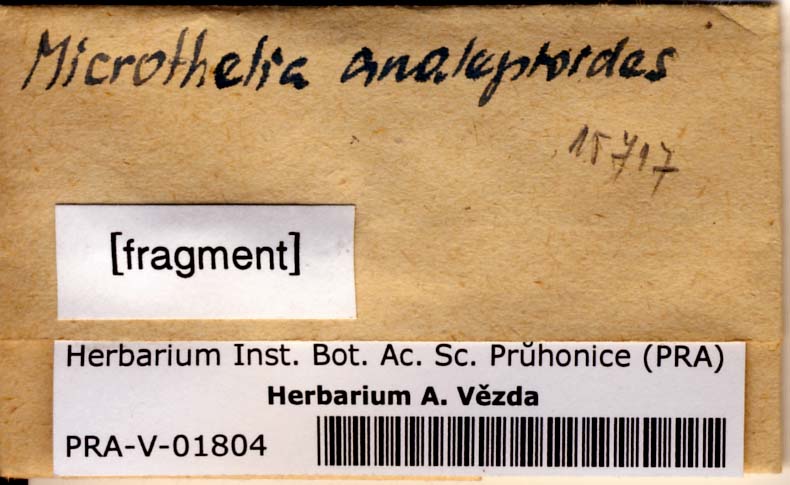 Microthelia analeptoides
15717
[fragment]
Herbarium Inst. Bot. Ac. Sc. Průhonice (PRA)
Herbarium A. Vězda
PRA-V-01804